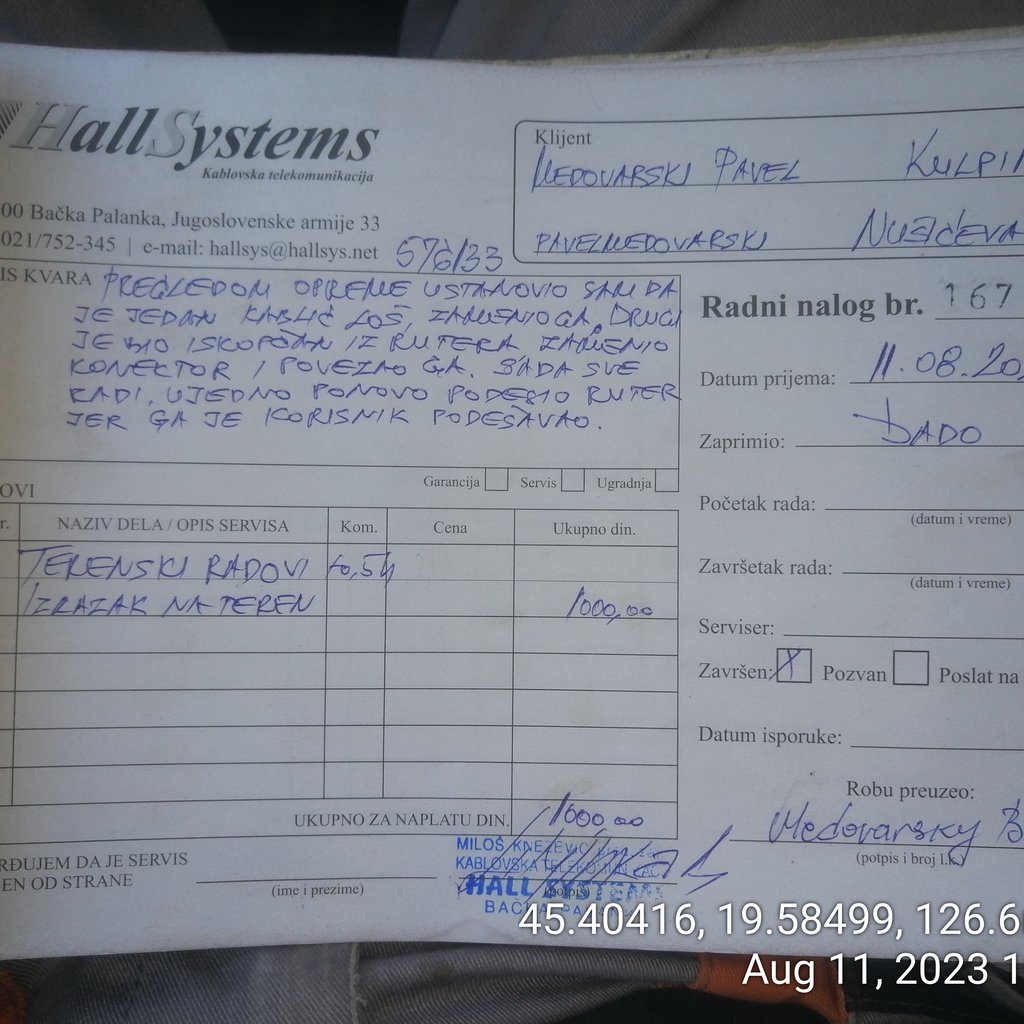 HallSystems
Kablovska telekomunikacija
00 Bačka Palanka, Jugoslovenske armije 33
021/752-345 | e-mail: hallsys@hallsys.net
576/33
Klijent
MEDOVARSKI PAVEL KULPIN
PAVELMEDOVARSKI NUŠIĆEVA
IS KVARA PREGLEDOM OPREME USTANOVIO SAM DA
JE JEDAN KABLIĆ LOŠ, ZAMENIO GA, DRUGI
JE BIO ISKOPČAN IZ RUTERA ZAMENIO
KONEKTOR I POVEZAO GA. SADA SVE
RADI, UJEDNO PONOVO PODESIO RUTER
JER GA JE KORISNIK PODEŠAVAO.
Garancija Servis Ugradnja
OVI
r. NAZIV DELA / OPIS SERVISA Kom. Cena Ukupno din.
TERENSKI RADOVI 0,5h
IZLAZAK NA TEREN 1000,00
UKUPNO ZA NAPLATU DIN. 1000,00
RĐUJEM DA JE SERVIS
EN OD STRANE
(ime i prezime)
(potpis)
MILOŠ KNEŽEVIĆ
KABLOVSKA TELEKOMUNIKAC
HALL SYSTEMS
BAČKA PA
Radni nalog br. 167
Datum prijema: 11.08.20
Zaprimio: DADO
Početak rada:
(datum i vreme)
Završetak rada:
(datum i vreme)
Serviser:
Završen: X Pozvan Poslat na
Datum isporuke:
Robu preuzeo:
Medovarsky
(potpis i broj l.k.)
45.40416, 19.58499, 126.6
Aug 11, 2023 1